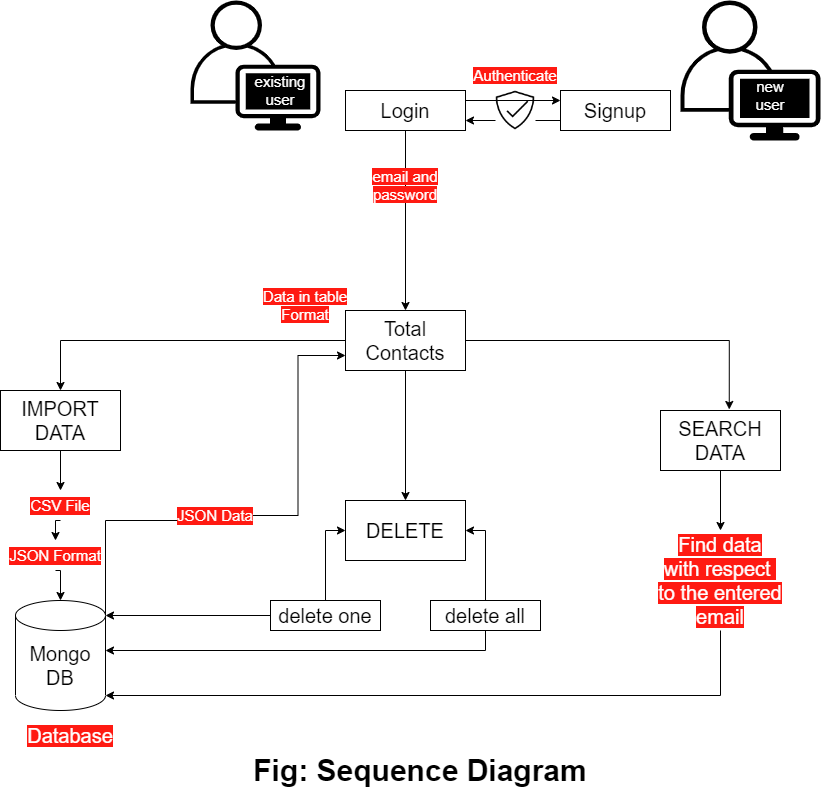 existing
user
new
user
Authenticate
Login
Signup
email and
password
Data in table
Format
Total
Contacts
IMPORT
DATA
SEARCH
DATA
CSV File
JSON Data
DELETE
JSON Format
Find data
with respect
to the entered
email
delete one
delete all
Mongo
DB
Database
Fig: Sequence Diagram